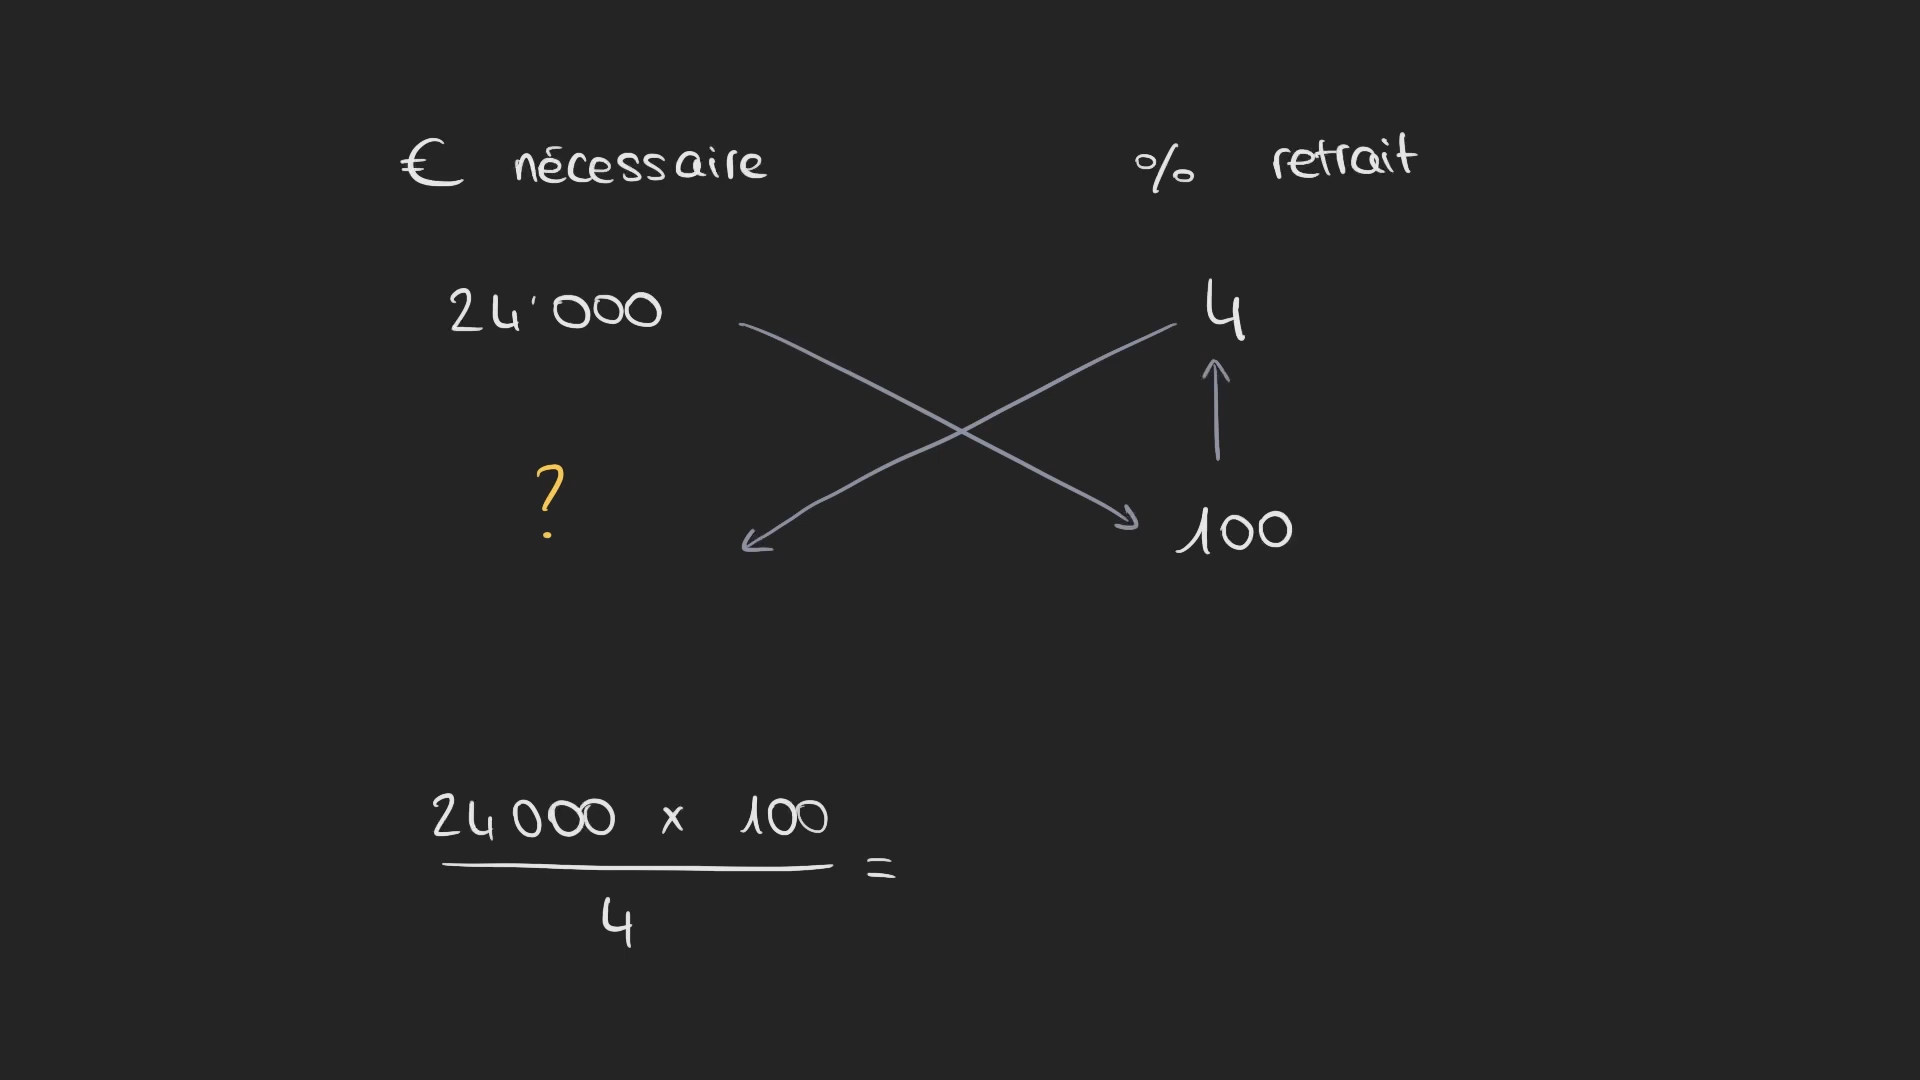 € nécessaire % retrait
24'000 4
? 100
24000 x 100
4 =